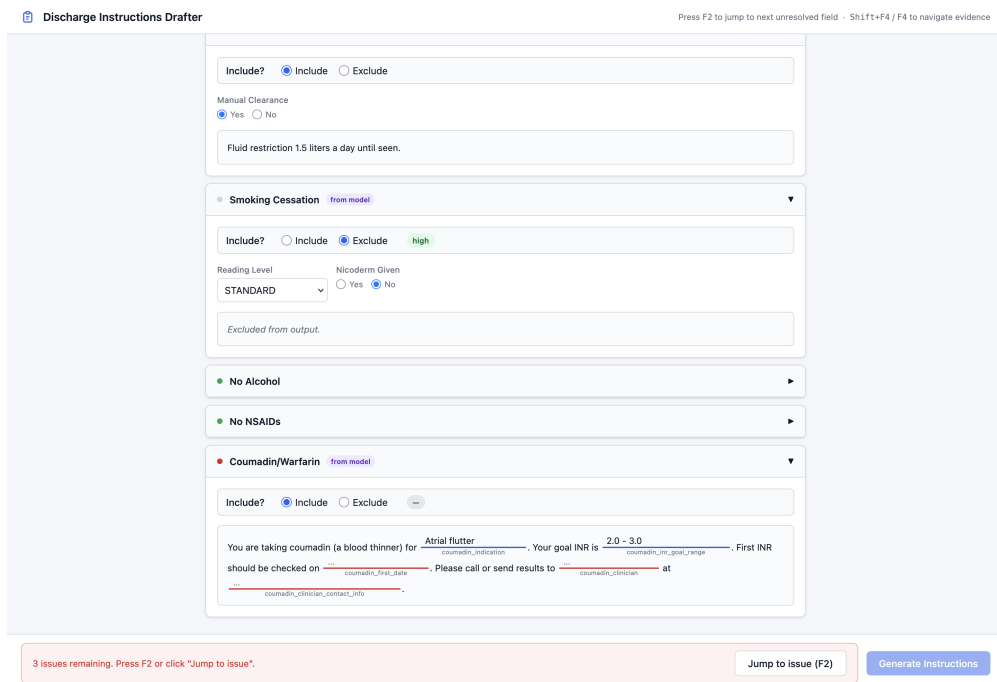 Discharge Instructions Drafter
Press F2 to jump to next unresolved field · Shift+F4 / F4 to navigate evidence
Include? Include Exclude
Manual Clearance
Yes No
Fluid restriction 1.5 liters a day until seen.
Smoking Cessation from model ▼
Include? Include Exclude high
Reading Level Nicoderm Given
STANDARD Yes No
Excluded from output.
No Alcohol ►
No NSAIDs ►
Coumadin/Warfarin from model ▼
Include? Include Exclude —
You are taking coumadin (a blood thinner) for Atrial flutter . Your goal INR is 2.0 - 3.0 . First INR
coumadin_indication coumadin_inr_goal_range
should be checked on ... . Please call or send results to ... at
coumadin_first_date coumadin_clinician
... .
coumadin_clinician_contact_info
3 issues remaining. Press F2 or click "Jump to issue". Jump to issue (F2) Generate Instructions